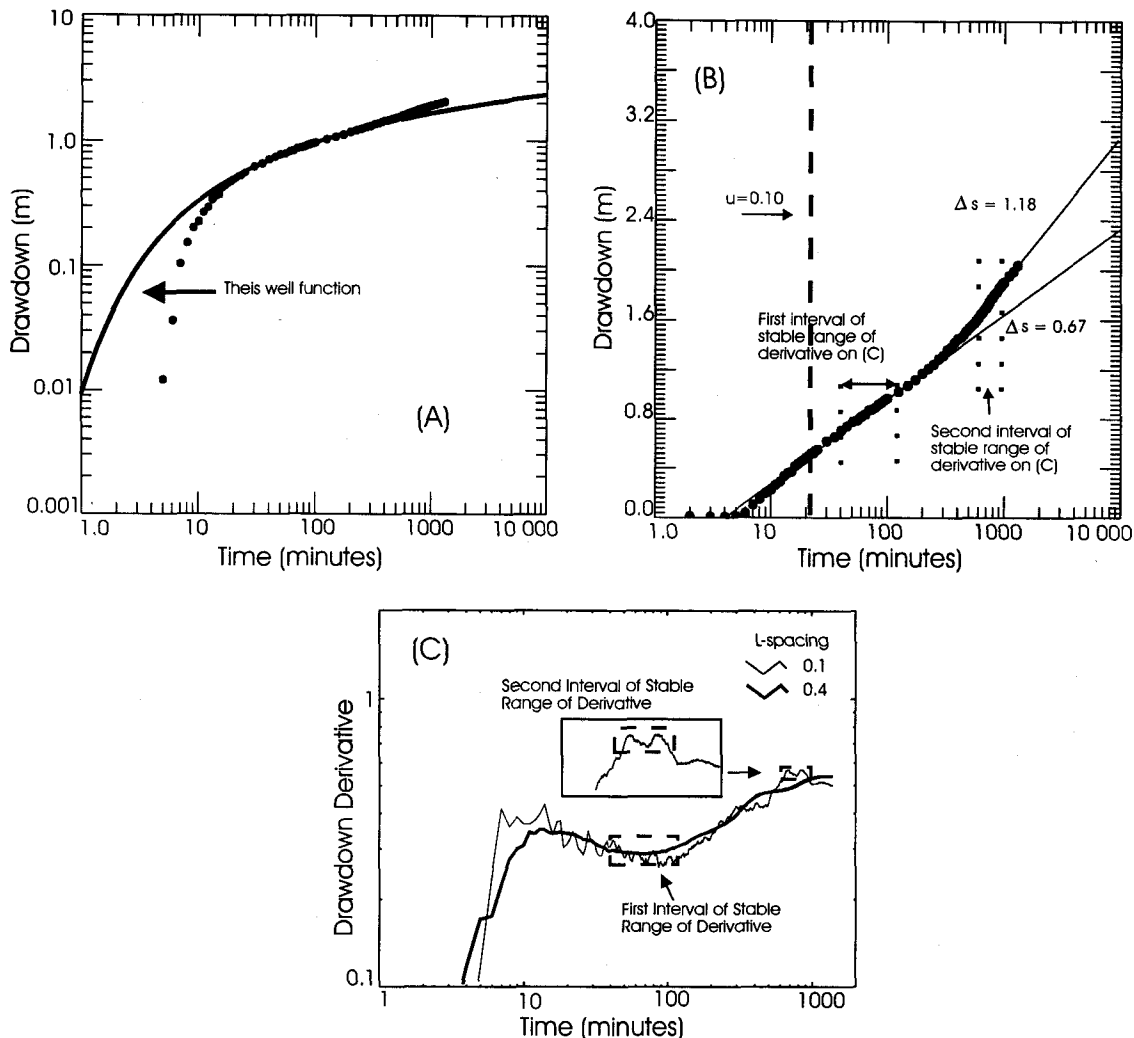 10
1.0
0.1
0.01
0.001
Drawdown (m)
Theis well function
(A)
1.0
10
100
1000
10 000
Time (minutes)
4.0
3.2
2.4
1.6
0.8
0.0
Drawdown (m)
(B)
u=0.10
Δ s = 1.18
Δ s = 0.67
First interval of
stable range of
derivative on (C)
Second interval of
stable range of
derivative on (C)
1.0
10
100
1000
10 000
Time (minutes)
(C)
L-spacing
0.1
0.4
Second Interval of Stable
Range of Derivative
First Interval of Stable
Range of Derivative
1
0.1
Drawdown Derivative
1
10
100
1000
Time (minutes)